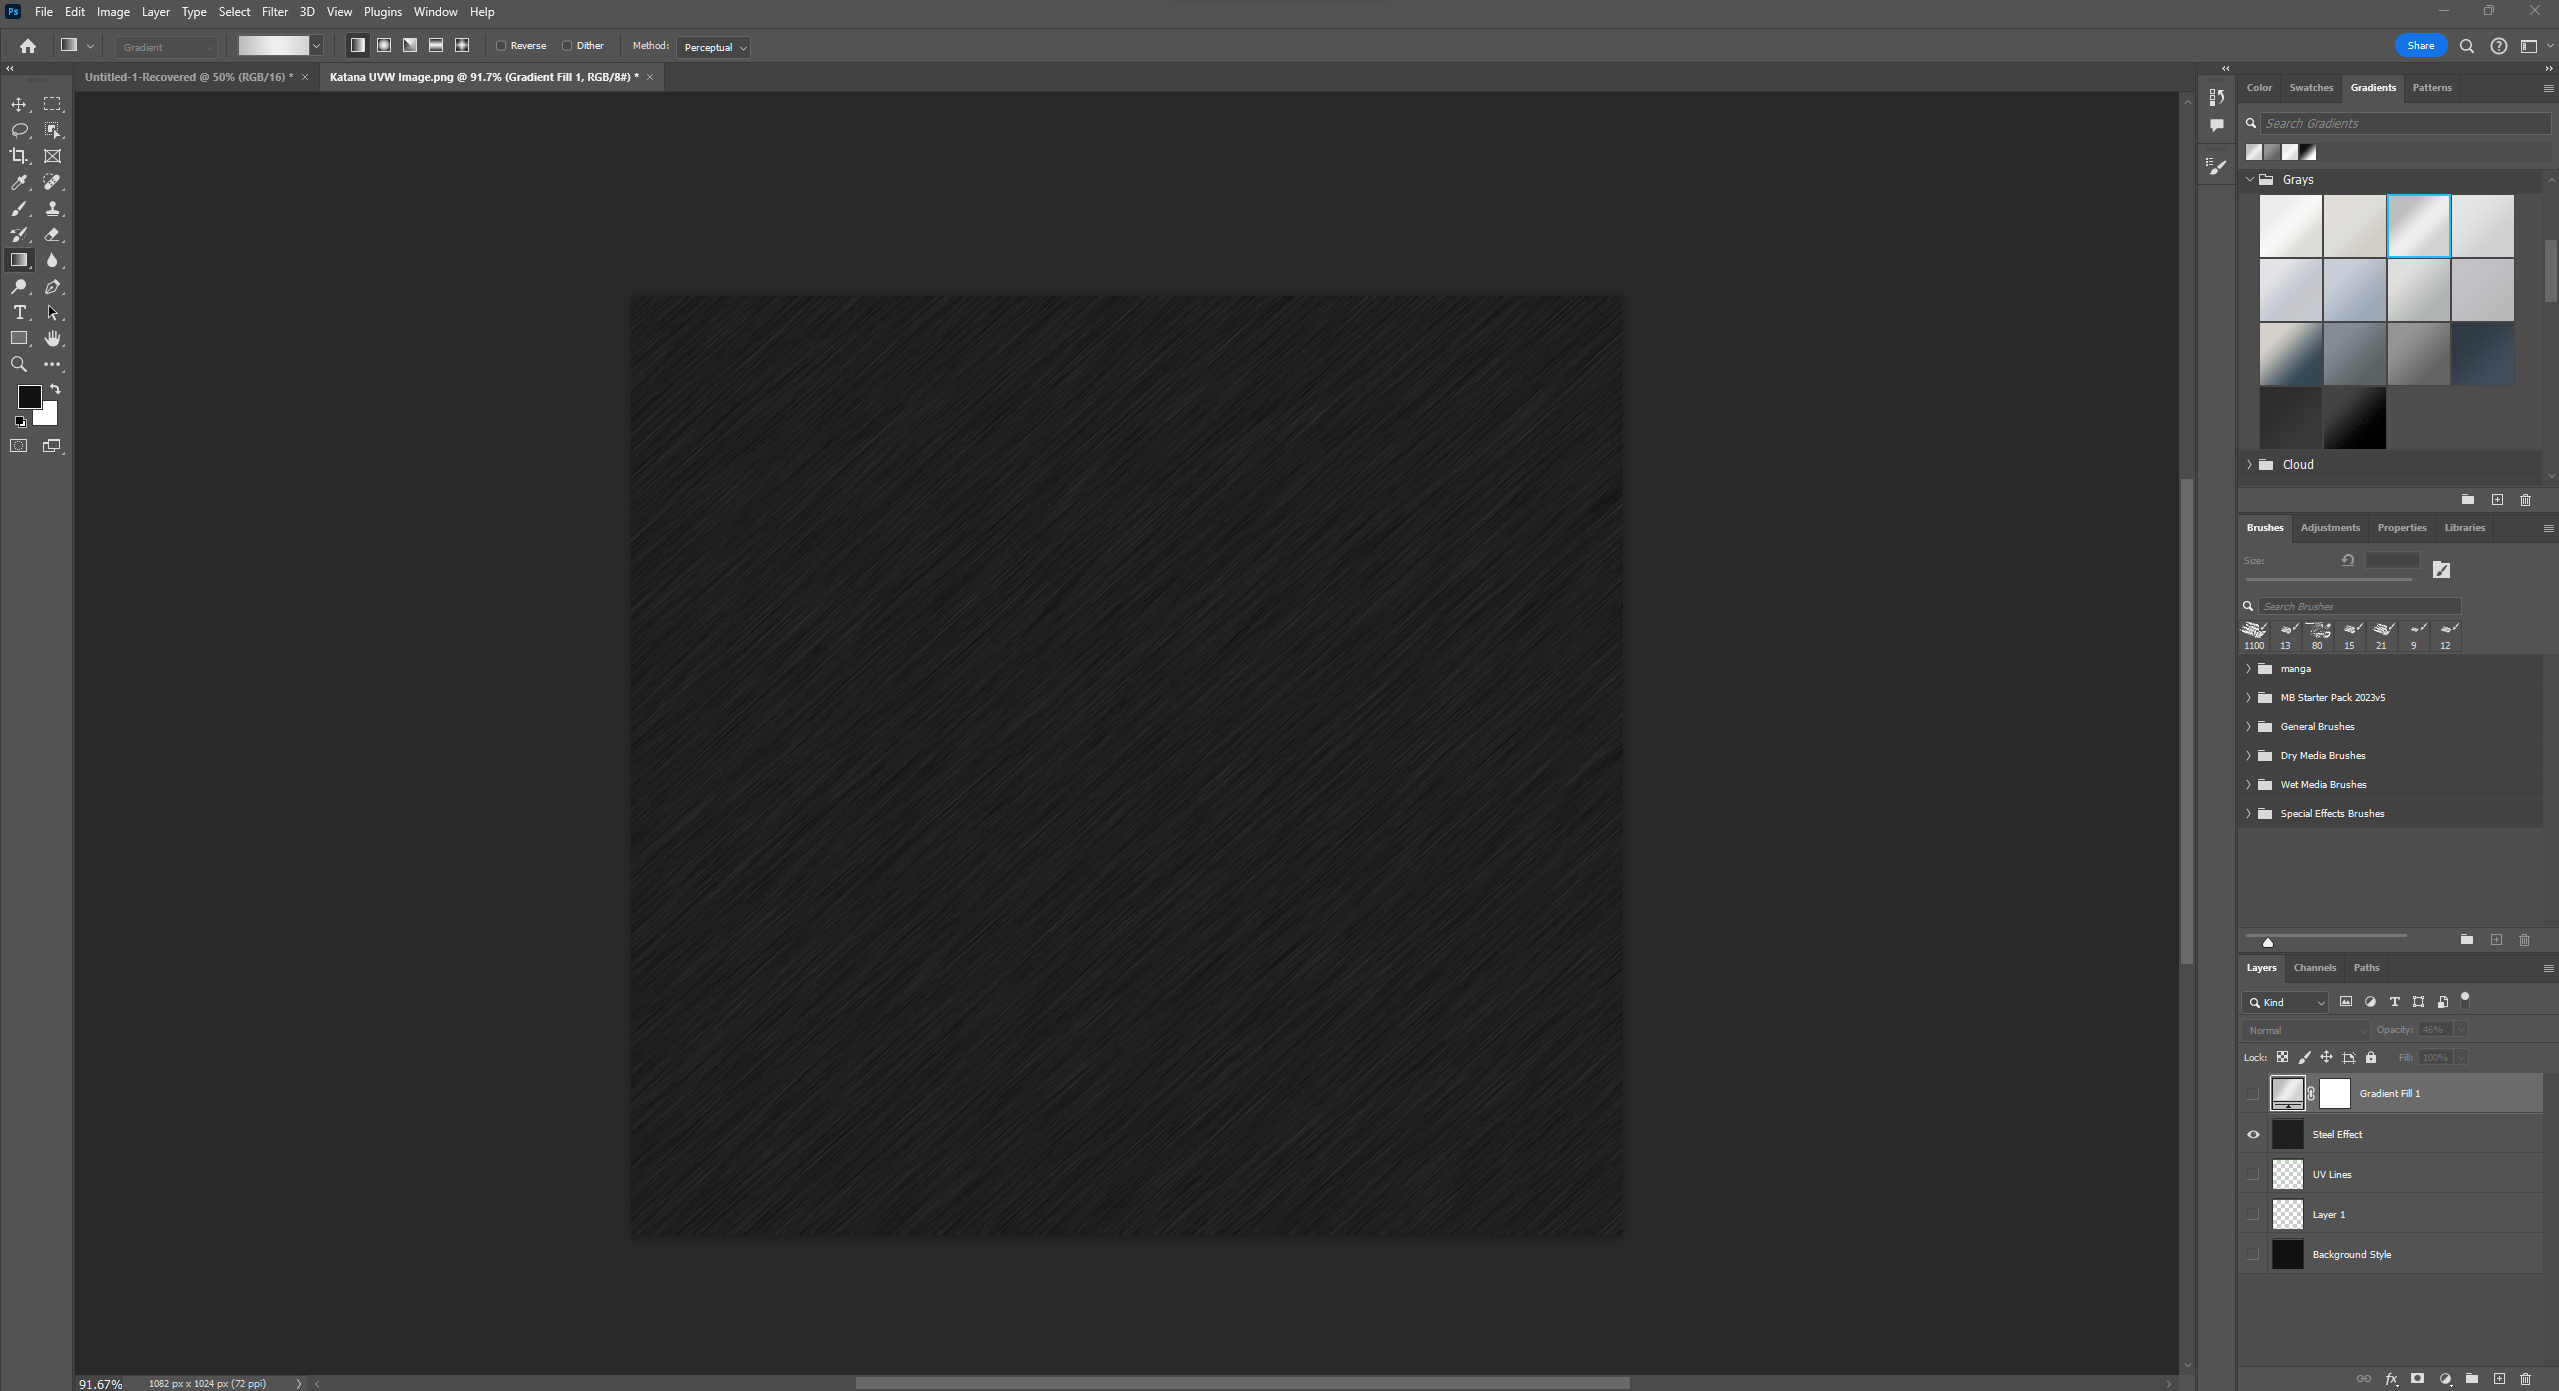 Ps File Edit Image Layer Type Select Filter 3D View Plugins Window Help
Gradient Reverse Dither Method: Perceptual Share
Untitled-1-Recovered @ 50% (RGB/16) * Katana UVW Image.png @ 91.7% (Gradient Fill 1, RGB/8#) *
Color Swatches Gradients Patterns
Search Gradients
Grays
Cloud
Brushes Adjustments Properties Libraries
Size:
Search Brushes
1100 13 80 15 21 9 12
manga
MB Starter Pack 2023v5
General Brushes
Dry Media Brushes
Wet Media Brushes
Special Effects Brushes
Layers Channels Paths
Kind
Normal Opacity: 46%
Lock: Fill: 100%
Gradient Fill 1
Steel Effect
UV Lines
Layer 1
Background Style
fx
91.67% 1082 px x 1024 px (72 ppi)